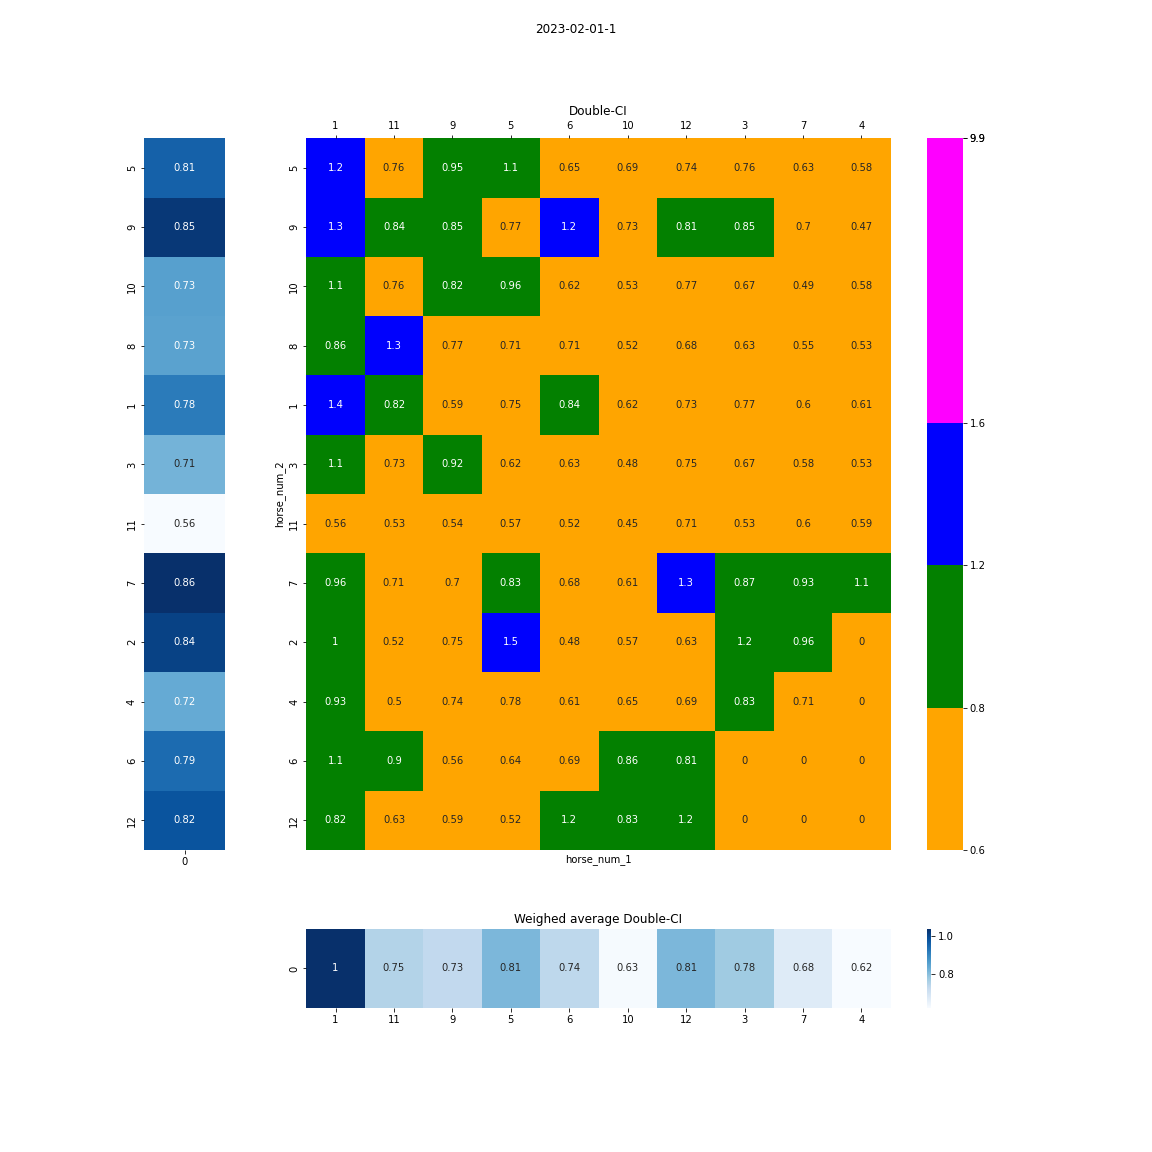 2023-02-01-1
Double-CI
1 11 9 5 6 10 12 3 7 4
9.9
5 0.81 5 1.2 0.76 0.95 1.1 0.65 0.69 0.74 0.76 0.63 0.58
9 0.85 9 1.3 0.84 0.85 0.77 1.2 0.73 0.81 0.85 0.7 0.47
10 0.73 10 1.1 0.76 0.82 0.96 0.62 0.53 0.77 0.67 0.49 0.58
8 0.73 8 0.86 1.3 0.77 0.71 0.71 0.52 0.68 0.63 0.55 0.53
1 0.78 1 1.4 0.82 0.59 0.75 0.84 0.62 0.73 0.77 0.6 0.61
1.6
3 0.71 3 1.1 0.73 0.92 0.62 0.63 0.48 0.75 0.67 0.58 0.53
horse_num_2
11 0.56 11 0.56 0.53 0.54 0.57 0.52 0.45 0.71 0.53 0.6 0.59
1.2
7 0.86 7 0.96 0.71 0.7 0.83 0.68 0.61 1.3 0.87 0.93 1.1
2 0.84 2 1 0.52 0.75 1.5 0.48 0.57 0.63 1.2 0.96 0
4 0.72 4 0.93 0.5 0.74 0.78 0.61 0.65 0.69 0.83 0.71 0
0.8
6 0.79 6 1.1 0.9 0.56 0.64 0.69 0.86 0.81 0 0 0
12 0.82 12 0.82 0.63 0.59 0.52 1.2 0.83 1.2 0 0 0
0.6
0
horse_num_1
Weighed average Double-CI
1.0
0 1 0.75 0.73 0.81 0.74 0.63 0.81 0.78 0.68 0.62
0.8
1 11 9 5 6 10 12 3 7 4